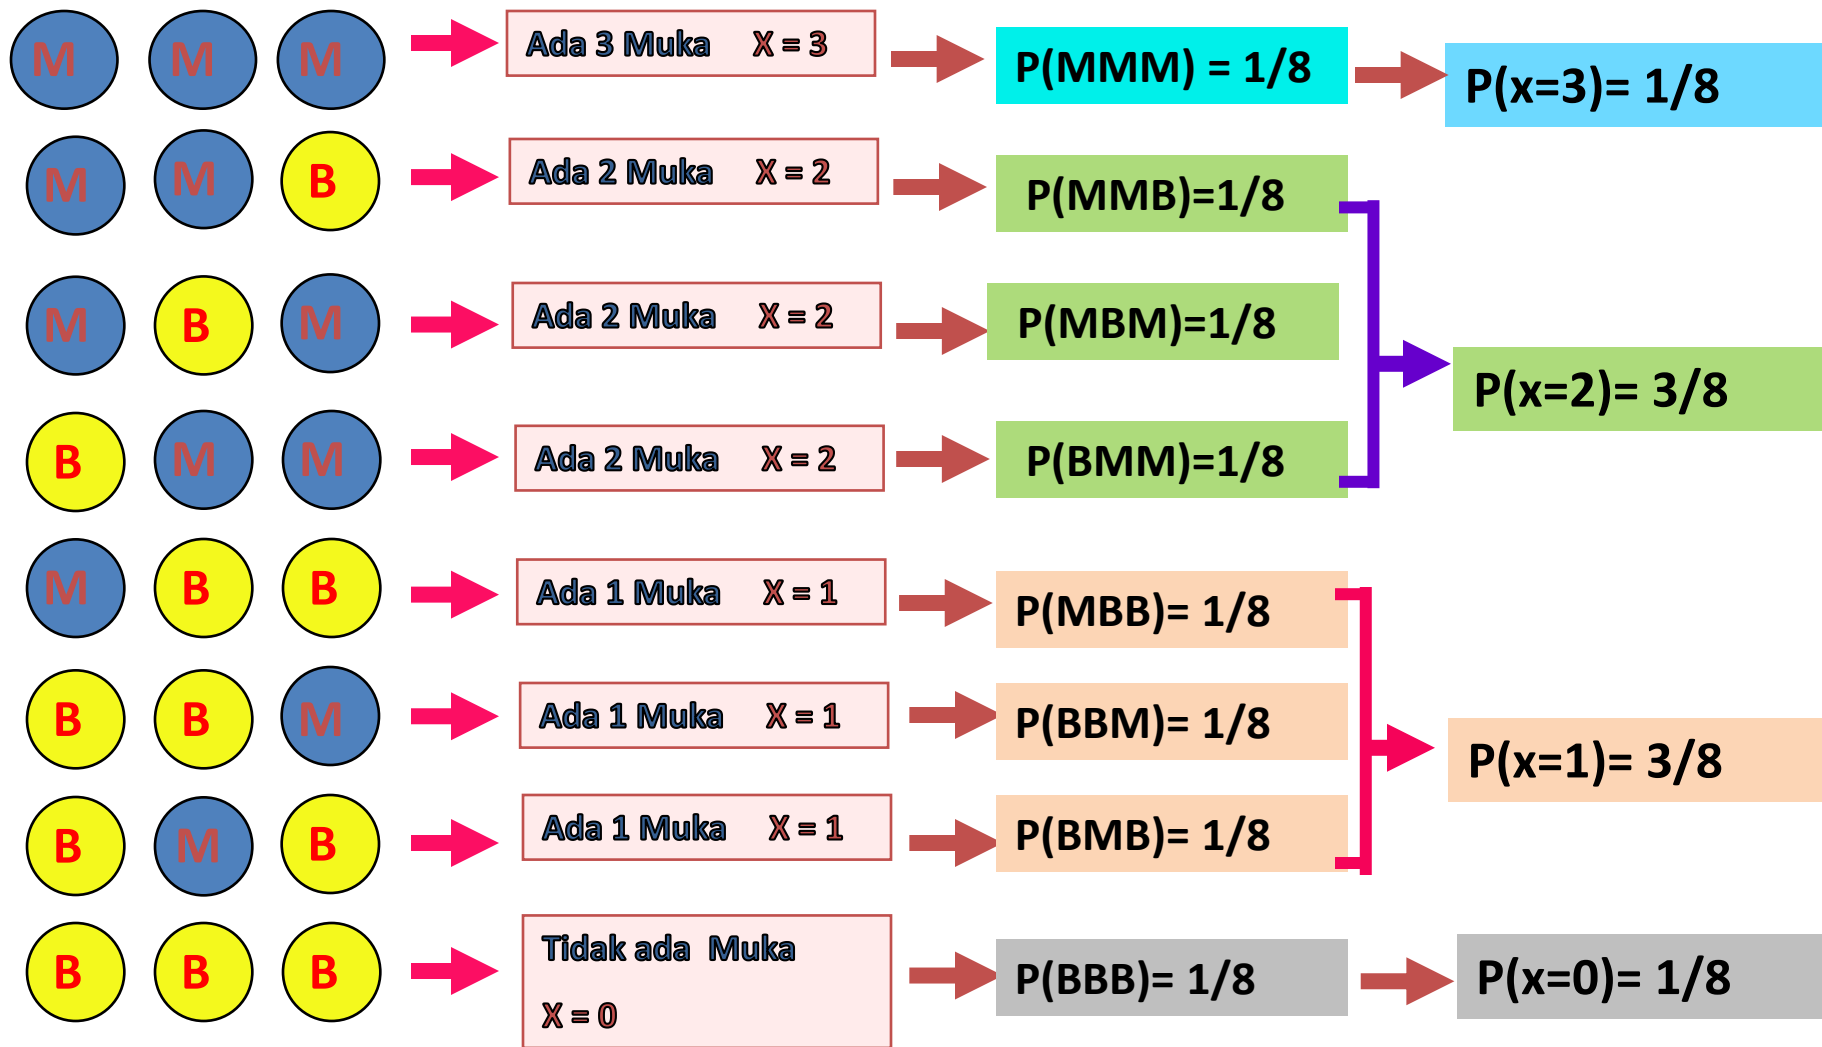 M M M Ada 3 Muka X = 3 P(MMM) = 1/8 P(x=3)= 1/8
M M B Ada 2 Muka X = 2 P(MMB)=1/8
M B M Ada 2 Muka X = 2 P(MBM)=1/8
P(x=2)= 3/8
B M M Ada 2 Muka X = 2 P(BMM)=1/8
M B B Ada 1 Muka X = 1 P(MBB)= 1/8
B B M Ada 1 Muka X = 1 P(BBM)= 1/8
P(x=1)= 3/8
B M B Ada 1 Muka X = 1 P(BMB)= 1/8
Tidak ada Muka
B B B P(BBB)= 1/8 P(x=0)= 1/8
X = 0